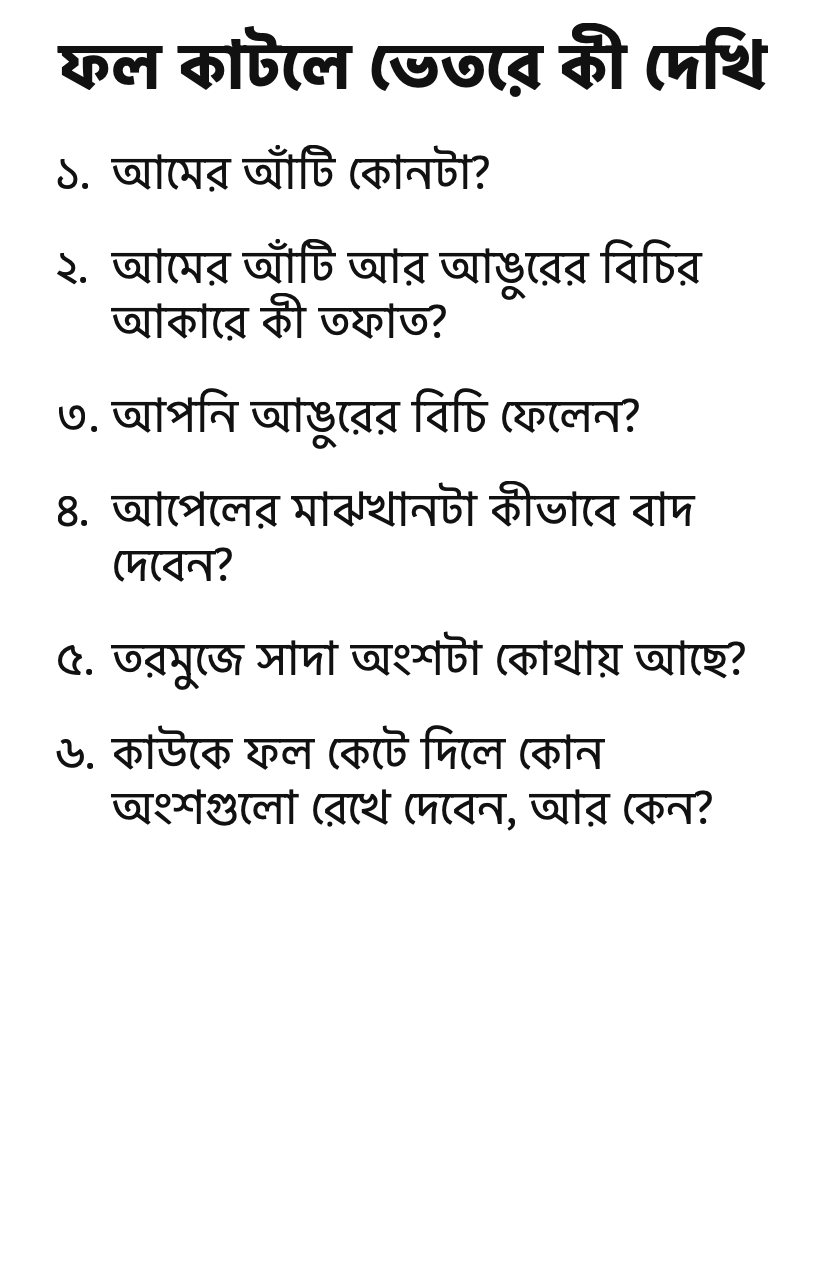 ফল কাটলে ভেতরে কী দেখি
১. আমের আঁটি কোনটা?
২. আমের আঁটি আর আঙুরের বিচির
আকারে কী তফাত?
৩. আপনি আঙুরের বিচি ফেলেন?
৪. আপেলের মাঝখানটা কীভাবে বাদ
দেবেন?
৫. তরমুজে সাদা অংশটা কোথায় আছে?
৬. কাউকে ফল কেটে দিলে কোন
অংশগুলো রেখে দেবেন, আর কেন?